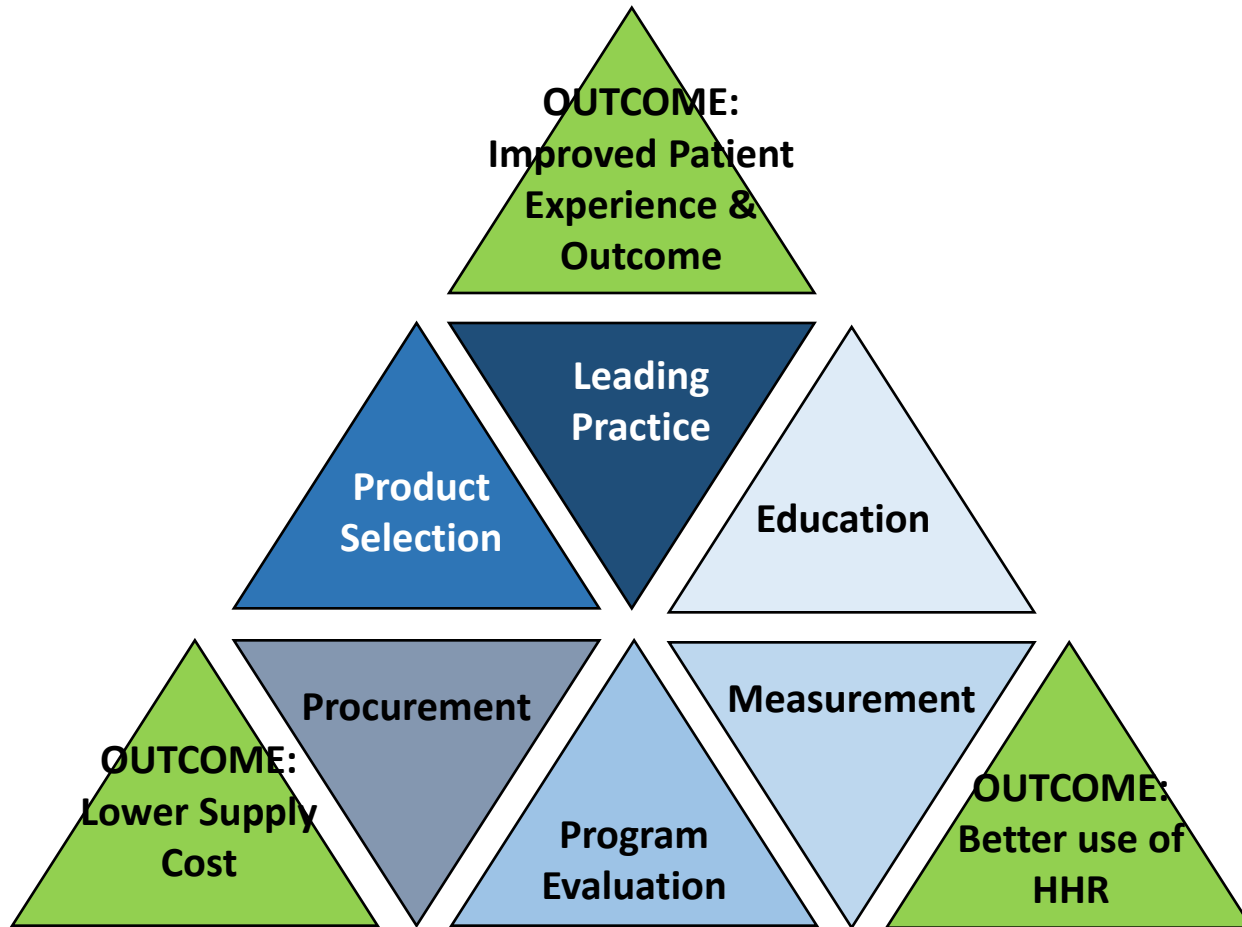 OUTCOME:
Improved Patient
Experience &
Outcome
Leading
Practice
Product
Selection
Education
Procurement
Measurement
OUTCOME:
Lower Supply
Cost
Program
Evaluation
OUTCOME:
Better use of
HHR